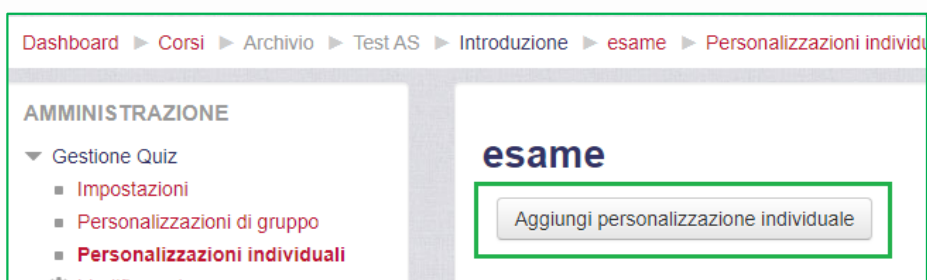 Dashboard ► Corsi ► Archivio ► Test AS ► Introduzione ► esame ► Personalizzazioni
AMMINISTRAZIONE
Gestione Quiz
Impostazioni
Personalizzazioni di gruppo
Personalizzazioni individuali
esame
Aggiungi personalizzazione individuale